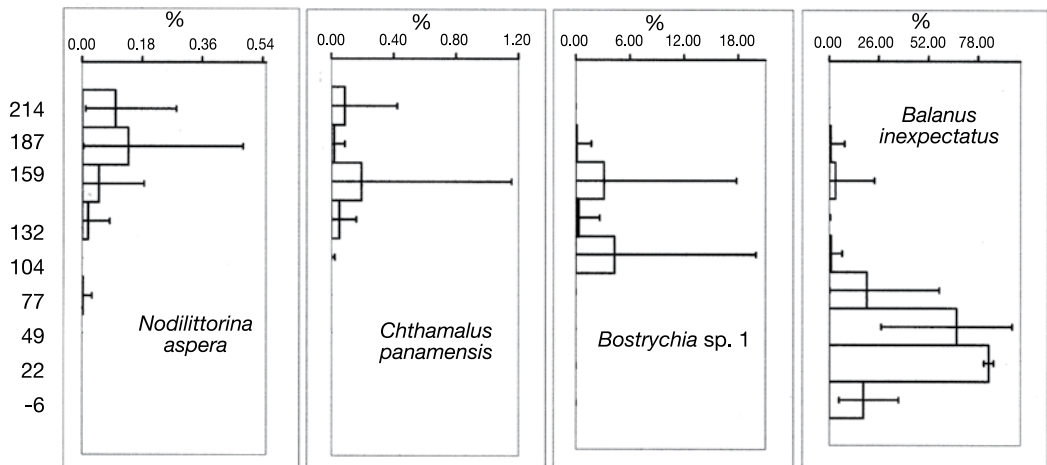 %
0.00 0.18 0.36 0.54
%
0.00 0.40 1.20
%
0.00 6.00 12.00 18.00
%
0.00 26.00 52.00 78.00
214
187
159
132
104
77
49
22
-6
Nodilittorina
aspera
Chthamalus
panamensis
Bostrychia sp. 1
Balanus
inexpectatus